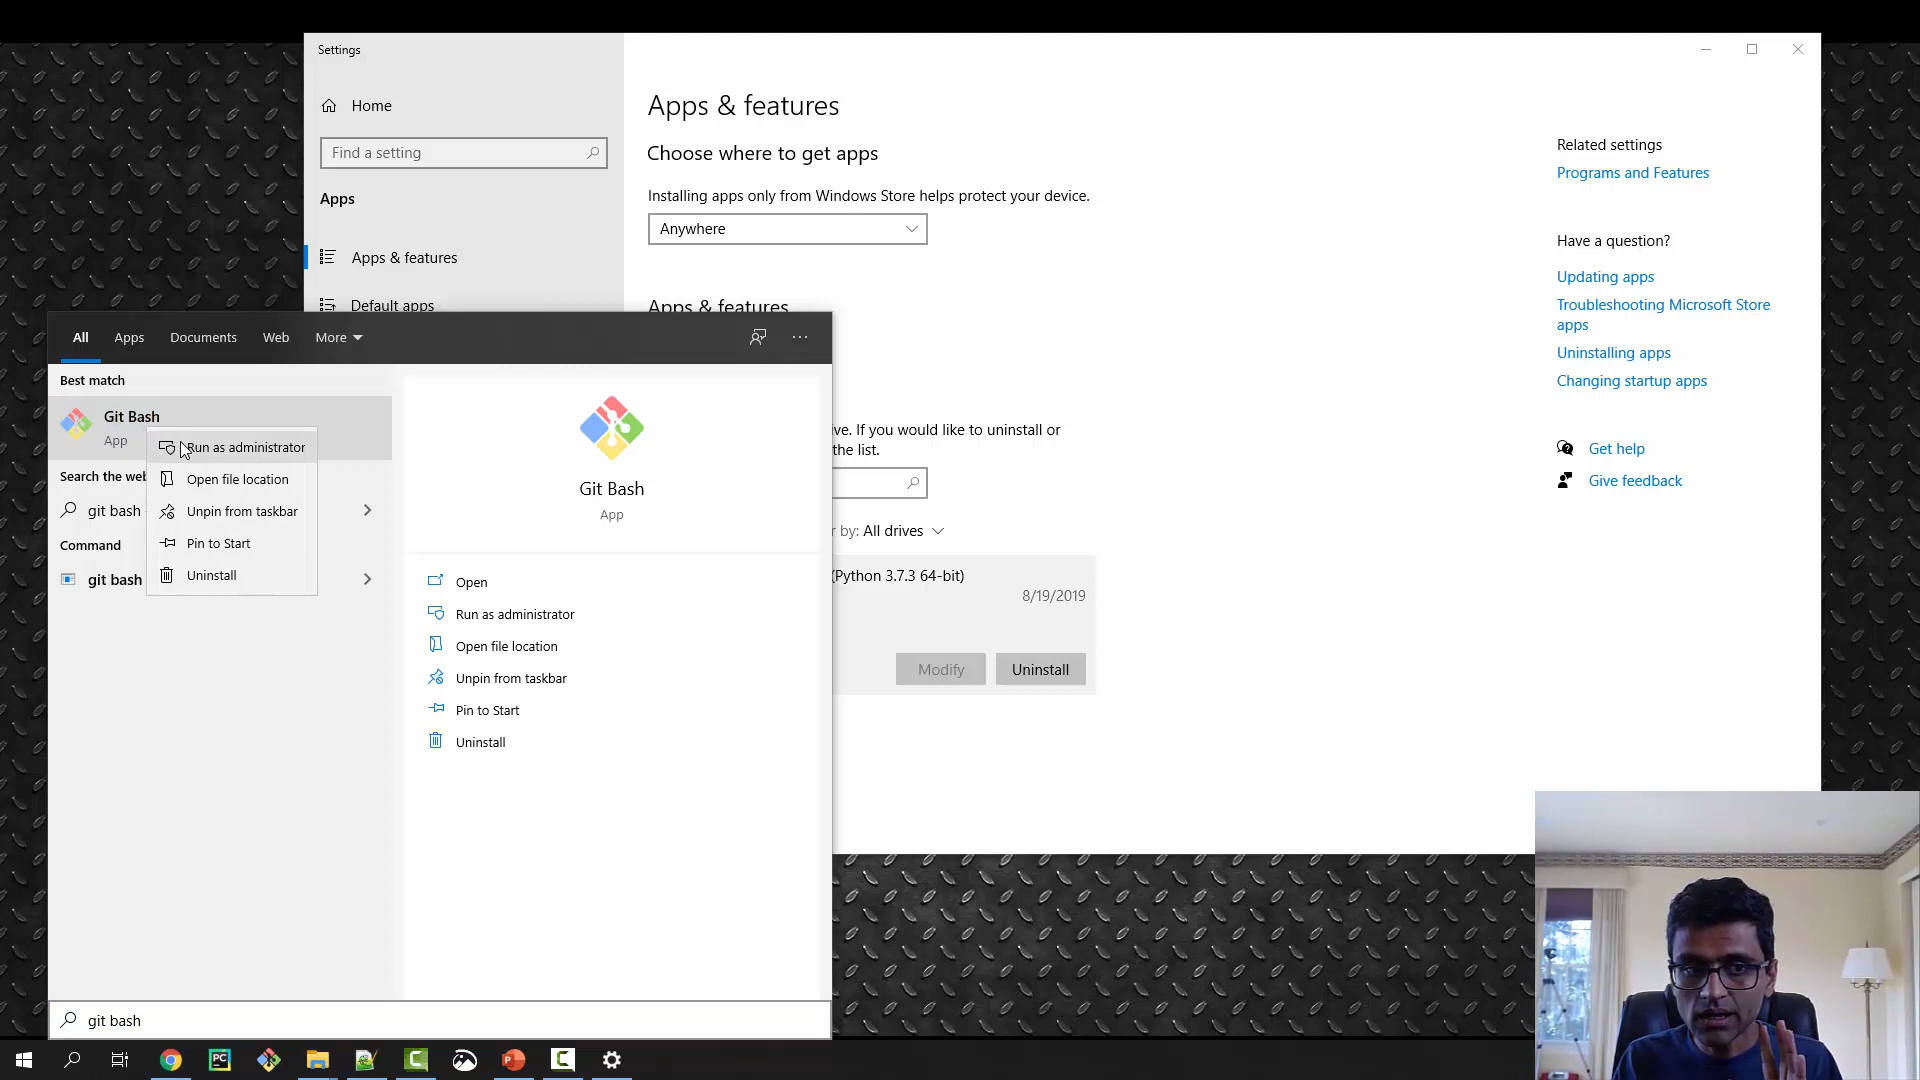 Settings
Home
Find a setting
Apps
Apps & features
Default apps
Apps & features
Choose where to get apps
Installing apps only from Windows Store helps protect your device.
Anywhere
Apps & features
ive. If you would like to uninstall or
the list.
r by: All drives
(Python 3.7.3 64-bit)
8/19/2019
Modify
Uninstall
Related settings
Programs and Features
Have a question?
Updating apps
Troubleshooting Microsoft Store
apps
Uninstalling apps
Changing startup apps
Get help
Give feedback
All
Apps
Documents
Web
More
Best match
Git Bash
App
Search the web
git bash
Command
git bash
Run as administrator
Open file location
Unpin from taskbar
Pin to Start
Uninstall
Git Bash
App
Open
Run as administrator
Open file location
Unpin from taskbar
Pin to Start
Uninstall
git bash
PC
C
P
C